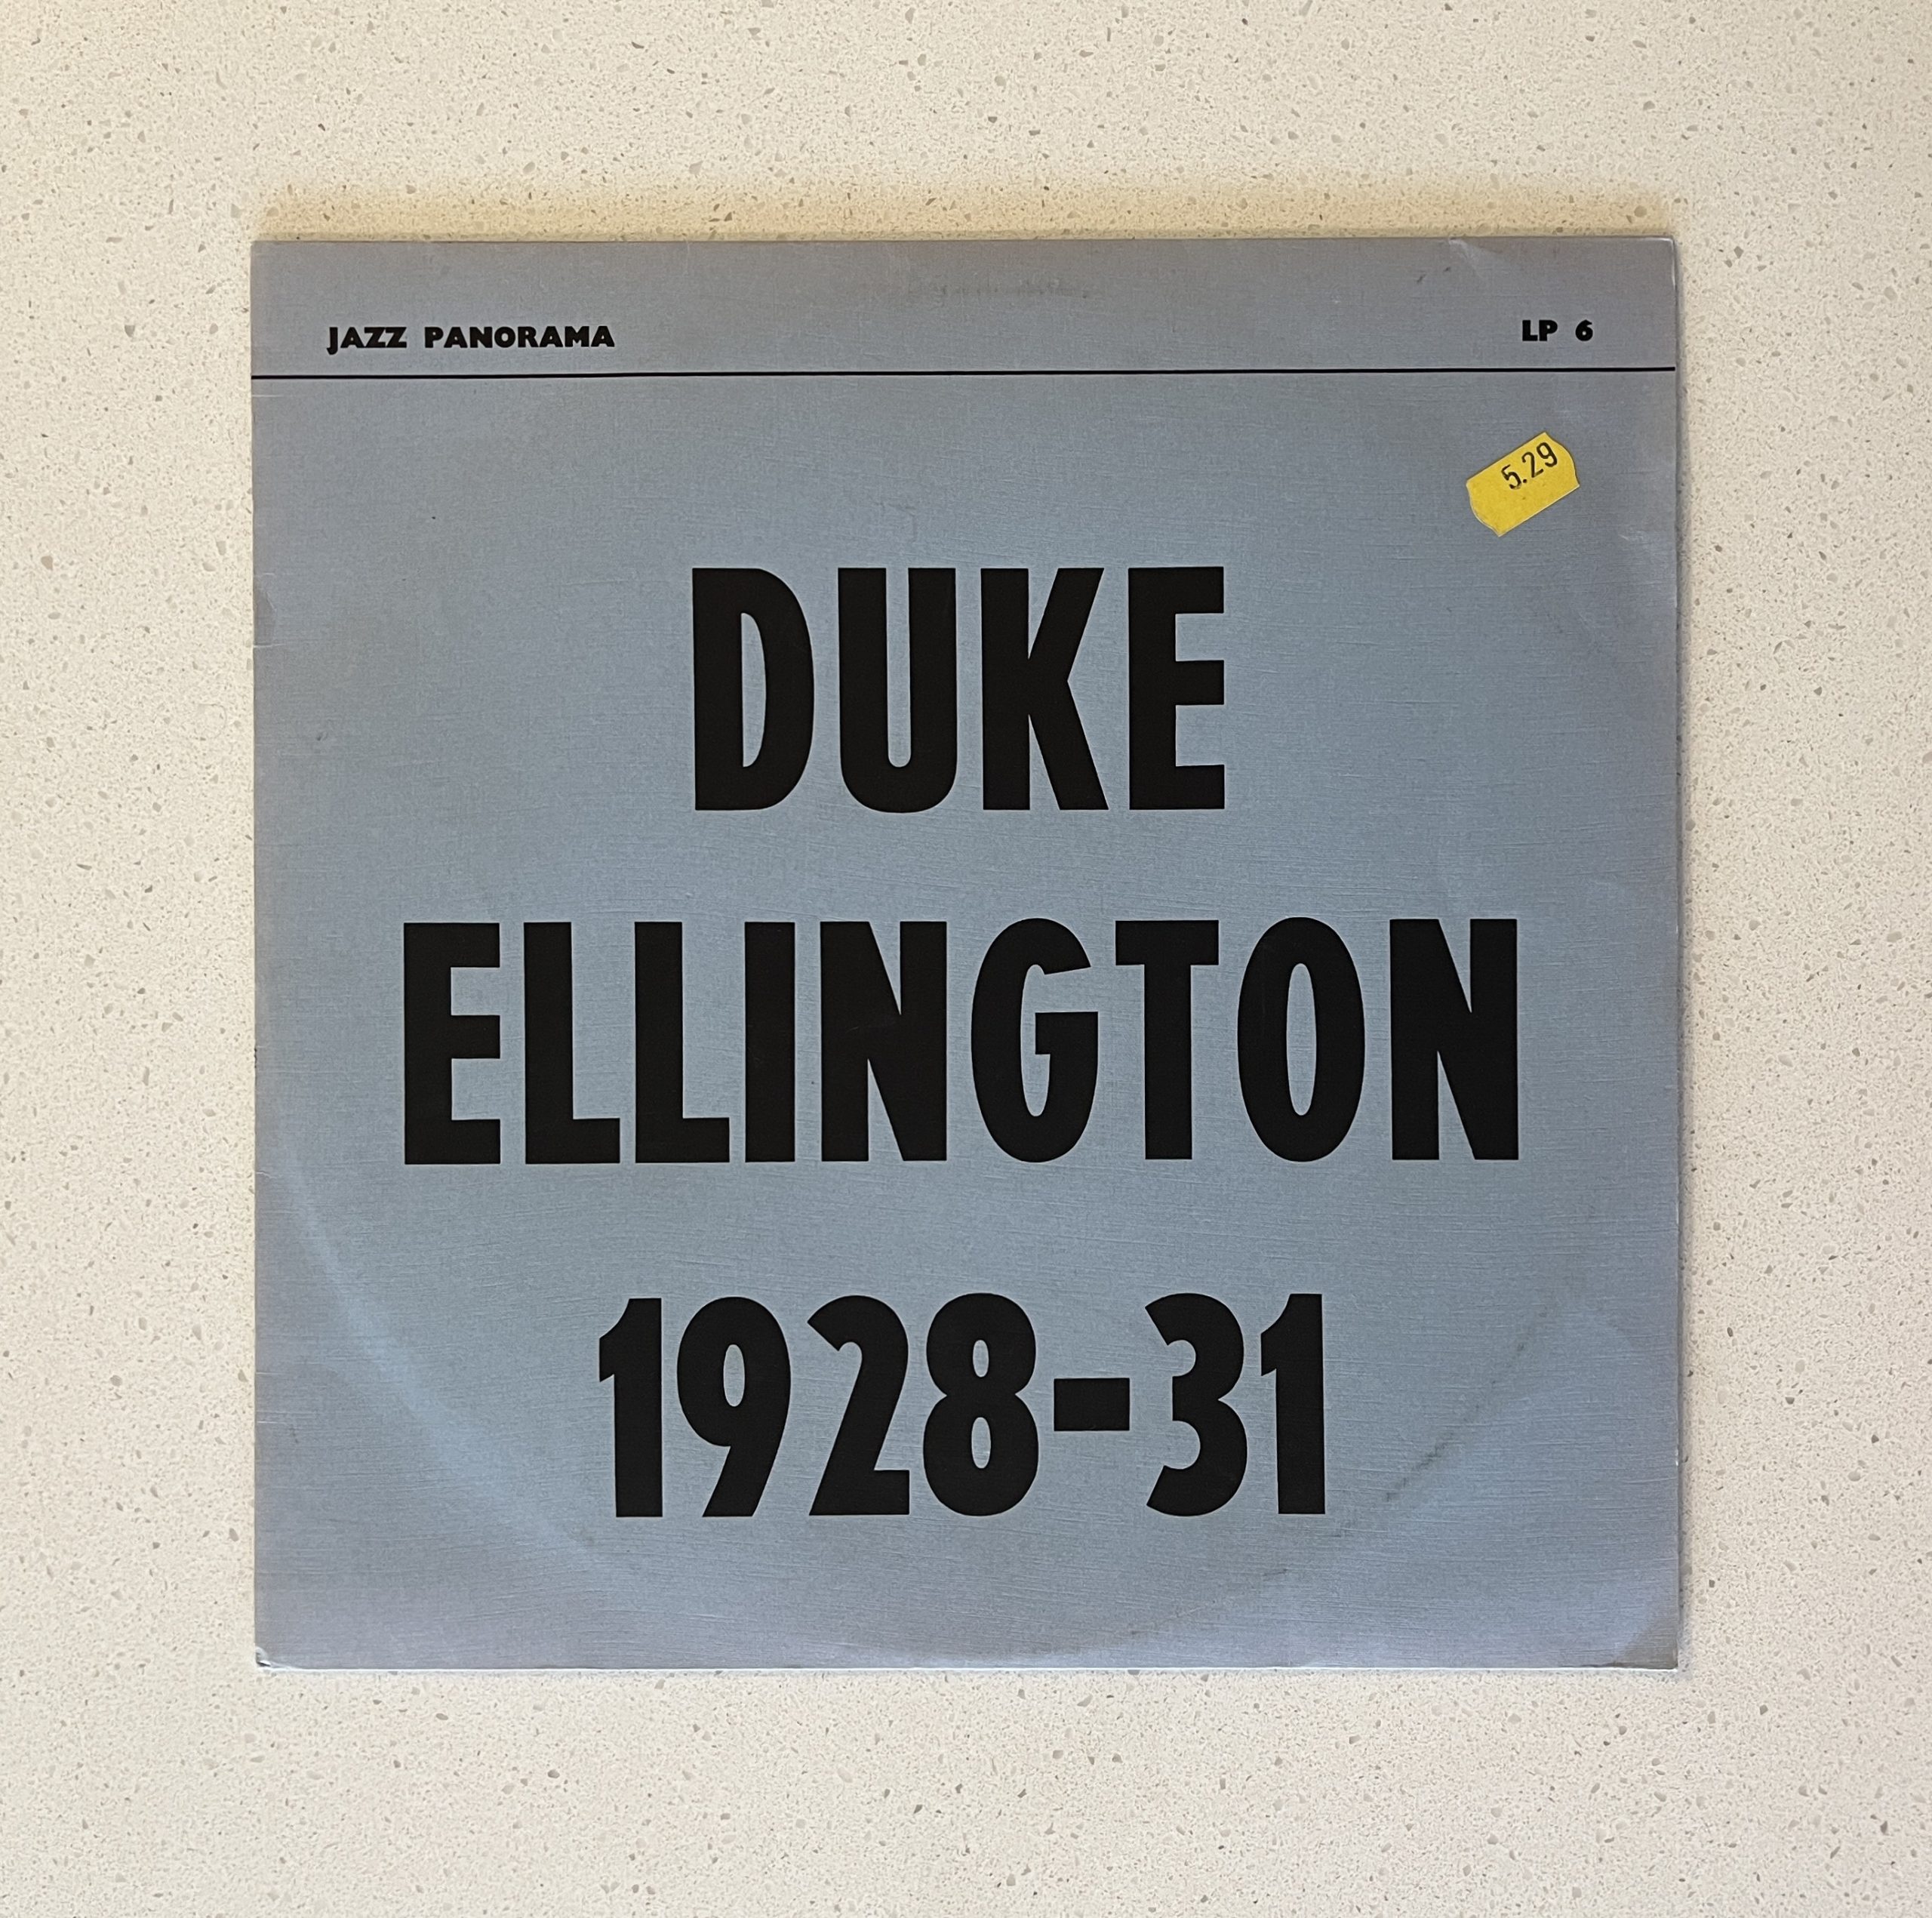 JAZZ PANORAMA LP 6
5.29
DUKE
ELLINGTON
1928-31